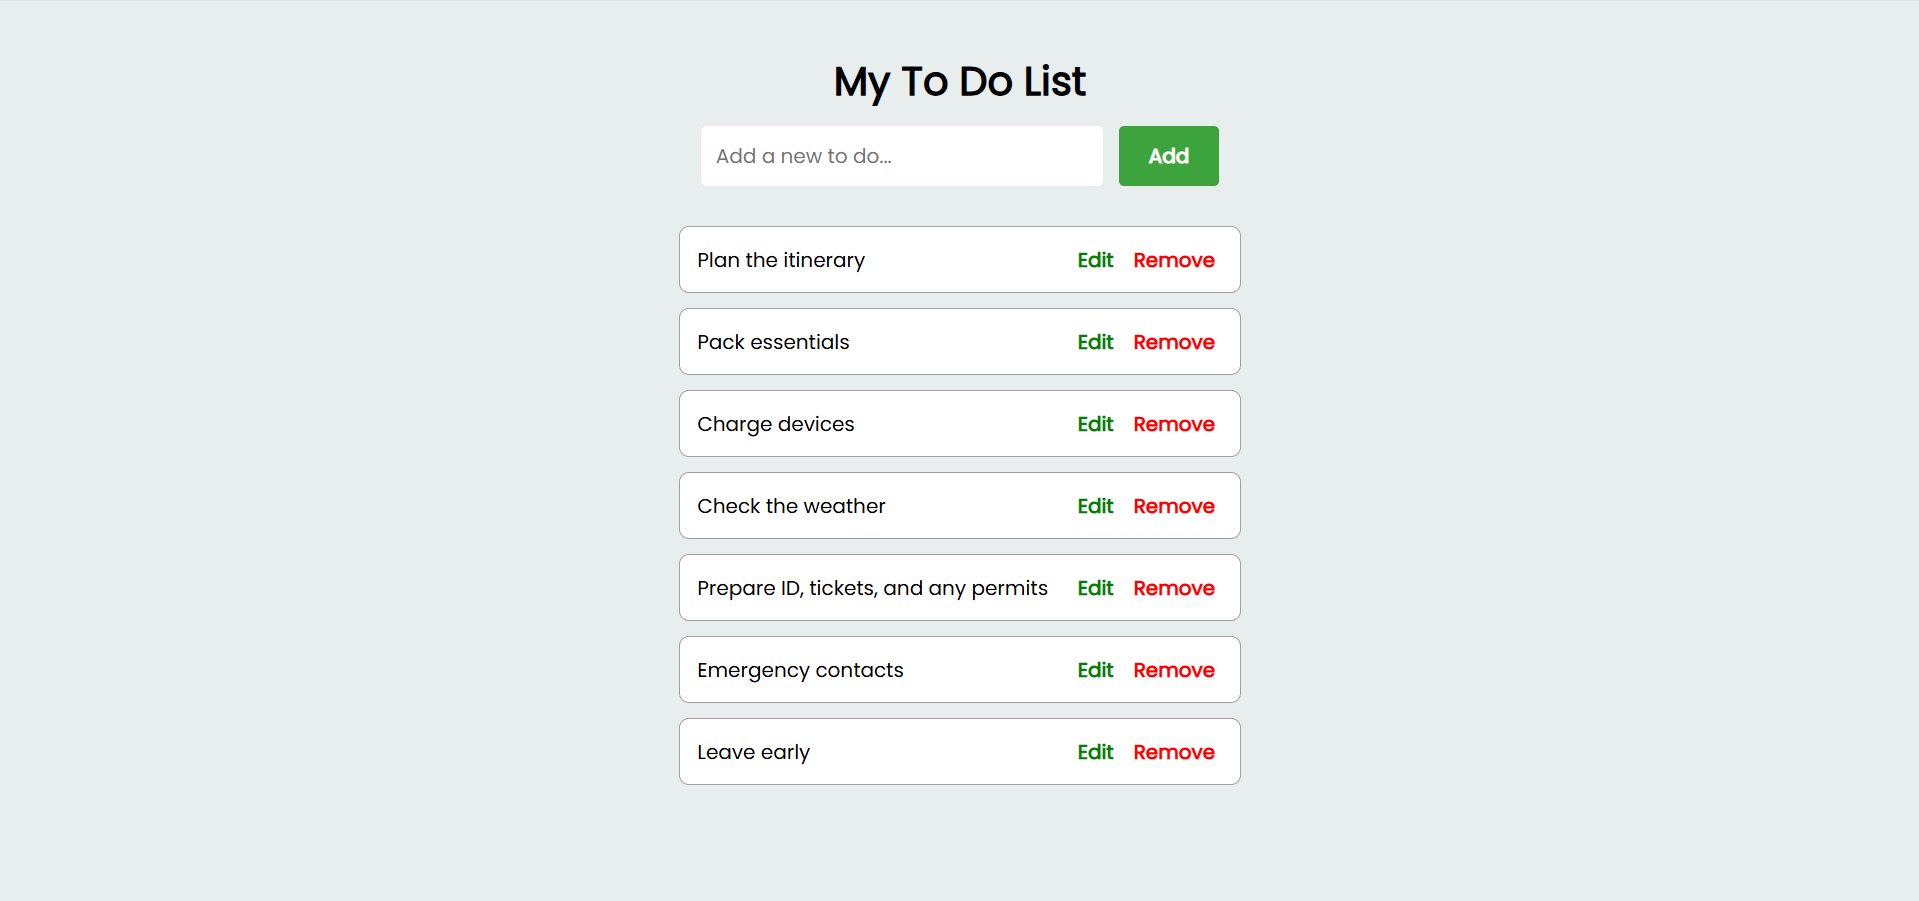 My To Do List
Add a new to do... Add
Plan the itinerary Edit Remove
Pack essentials Edit Remove
Charge devices Edit Remove
Check the weather Edit Remove
Prepare ID, tickets, and any permits Edit Remove
Emergency contacts Edit Remove
Leave early Edit Remove